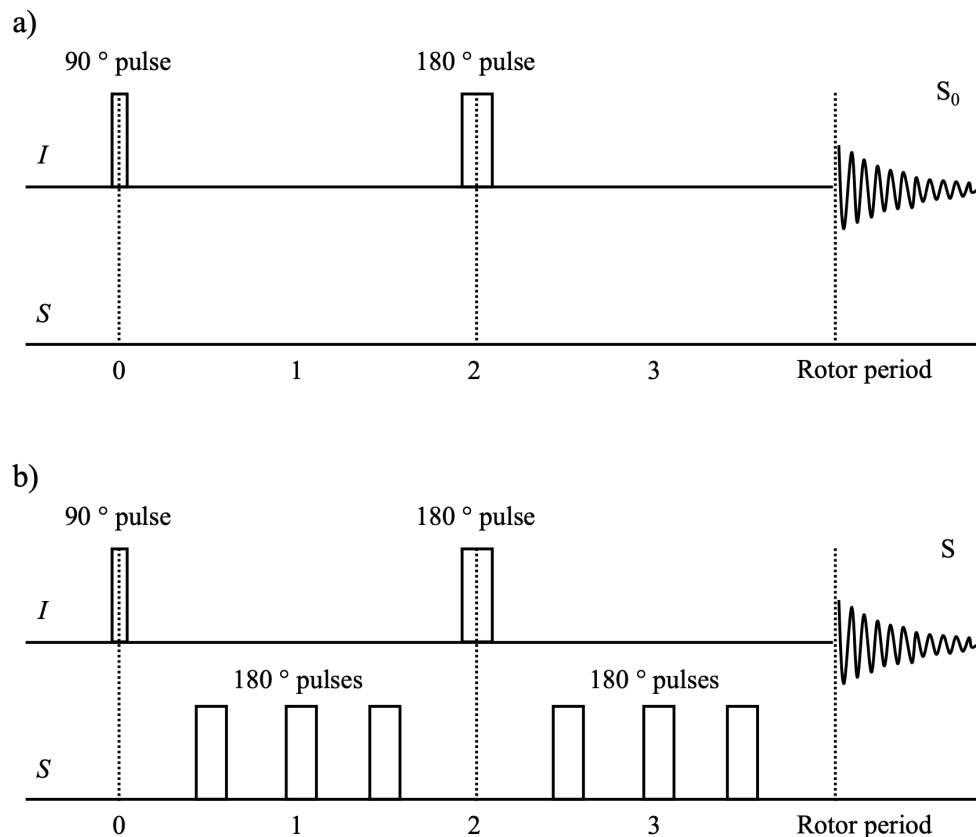 a)
90 ° pulse 180 ° pulse
S₀
I
S
0 1 2 3 Rotor period
b)
90 ° pulse 180 ° pulse
S
I
180 ° pulses 180 ° pulses
S
0 1 2 3 Rotor period